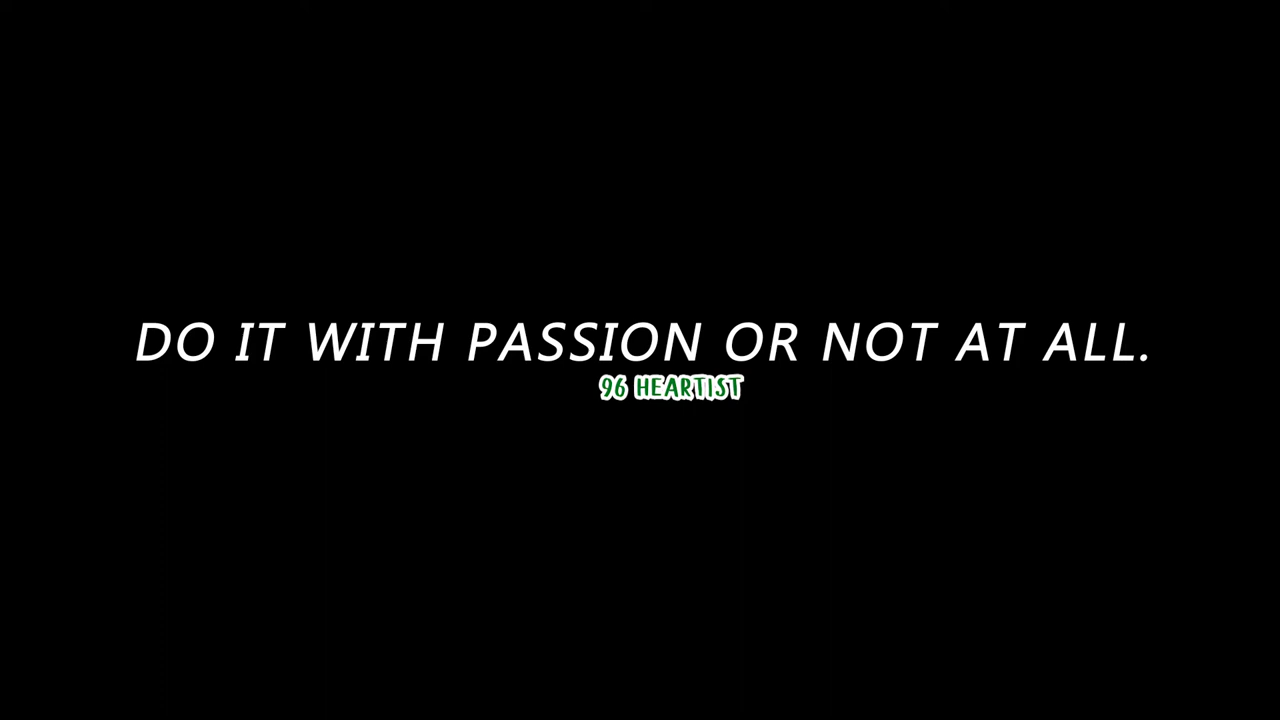 DO IT WITH PASSION OR NOT AT ALL.
96 HEARTIST